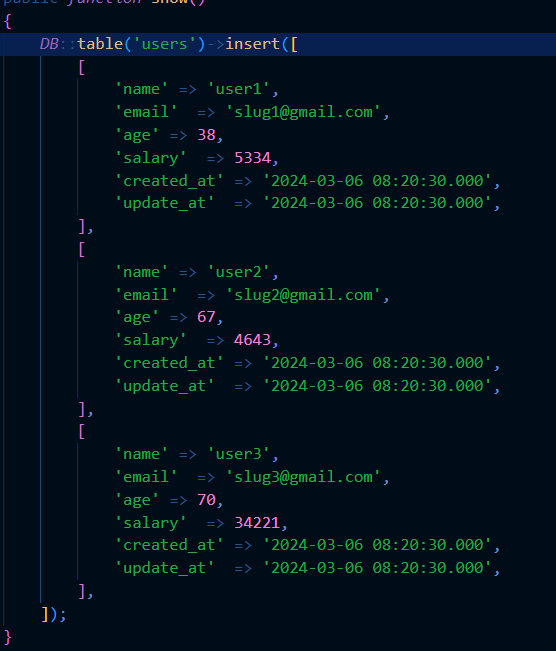 public function show()
{
    DB::table('users')->insert([
        [
            'name' => 'user1',
            'email'  => 'slug1@gmail.com',
            'age' => 38,
            'salary'  => 5334,
            'created_at' => '2024-03-06 08:20:30.000',
            'update_at'  => '2024-03-06 08:20:30.000',
        ],
        [
            'name' => 'user2',
            'email'  => 'slug2@gmail.com',
            'age' => 67,
            'salary'  => 4643,
            'created_at' => '2024-03-06 08:20:30.000',
            'update_at'  => '2024-03-06 08:20:30.000',
        ],
        [
            'name' => 'user3',
            'email'  => 'slug3@gmail.com',
            'age' => 70,
            'salary'  => 34221,
            'created_at' => '2024-03-06 08:20:30.000',
            'update_at'  => '2024-03-06 08:20:30.000',
        ],
    ]);
}